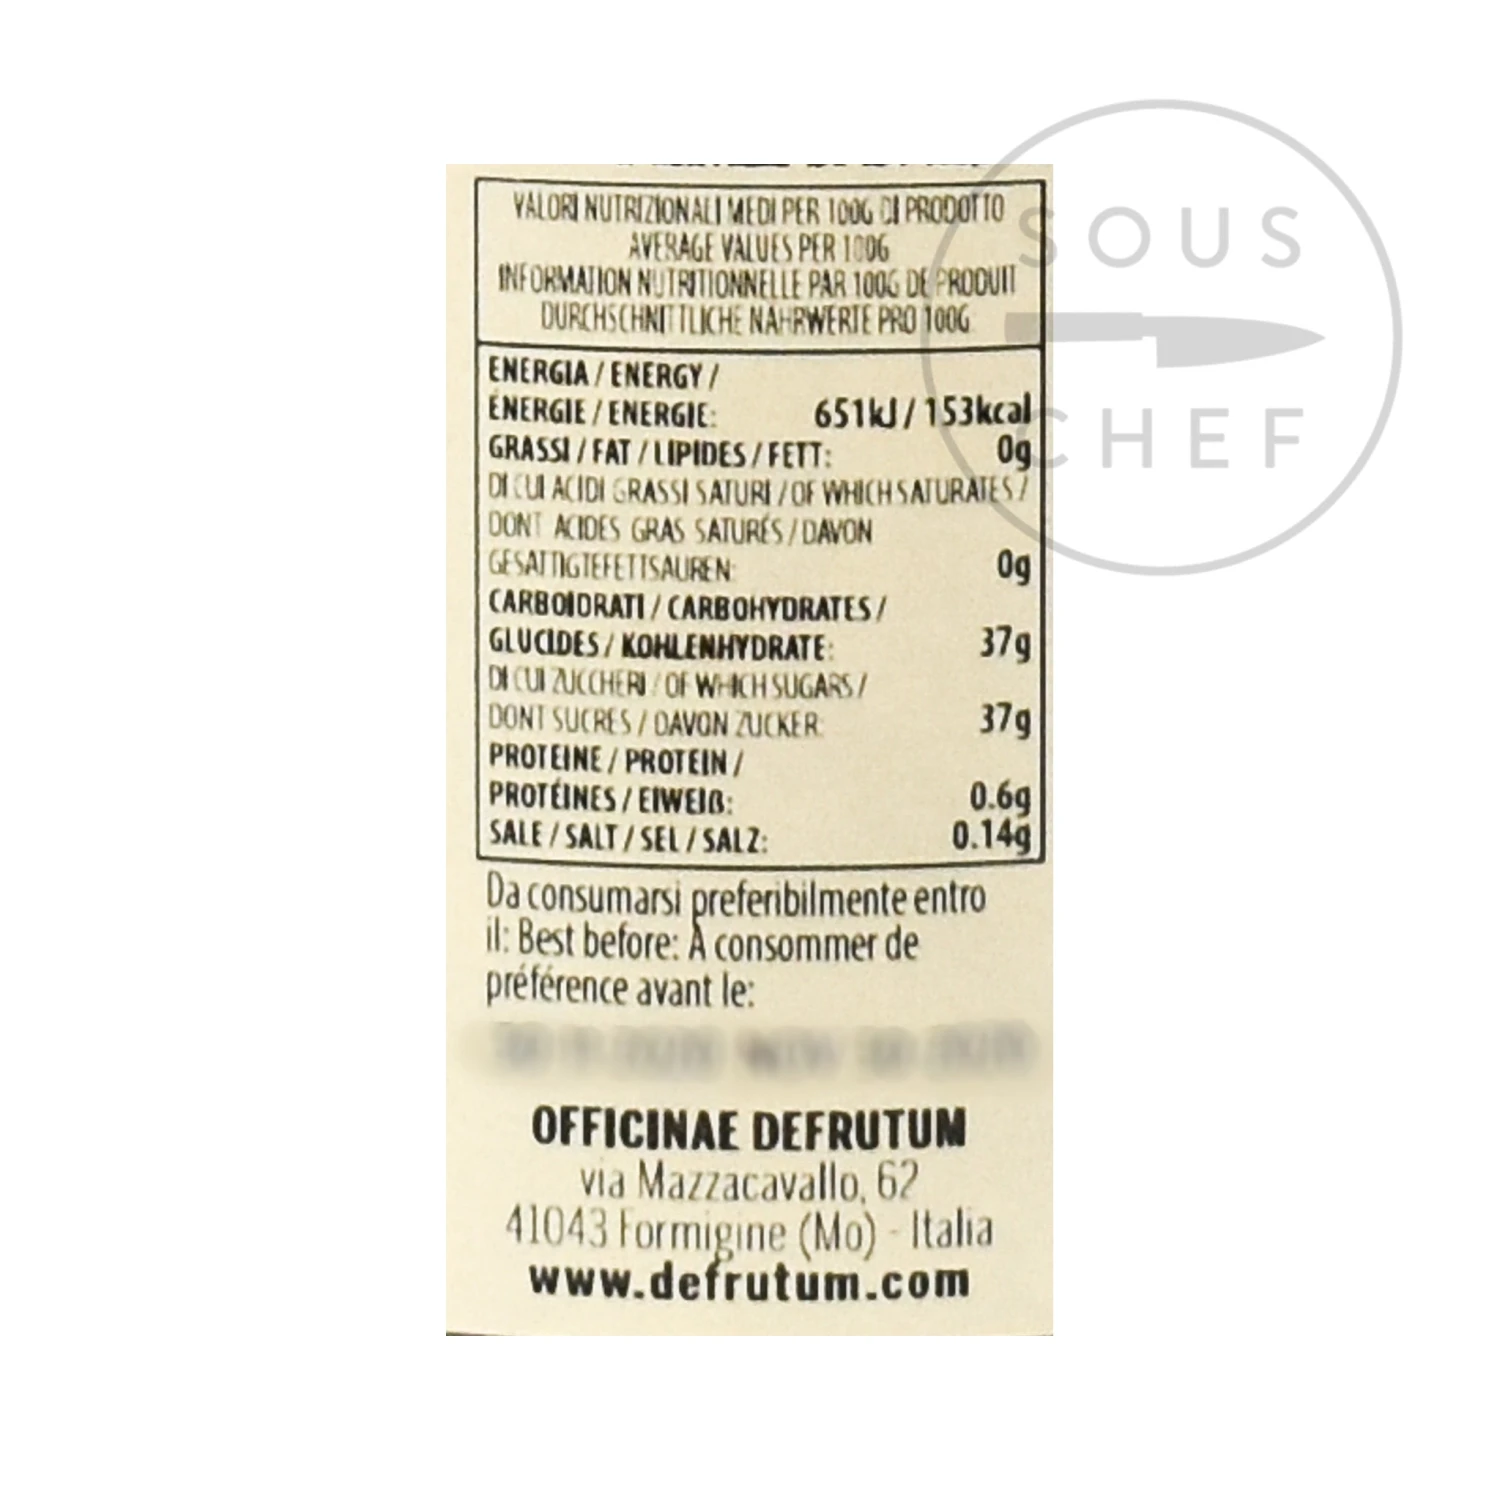 VALORI NUTRIZIONALI MEDI PER 100G DI PRODOTTO
AVERAGE VALUES PER 100G
INFORMATION NUTRITIONNELLE PAR 100G DE PRODUIT
DURCHSCHNITTLICHE NAHRWERTE PRO 100G
ENERGIA / ENERGY /
ÉNERGIE / ENERGIE: 651kJ / 153kcal
GRASSI / FAT / LIPIDES / FETT: 0g
DI CUI ACIDI GRASSI SATURI / OF WHICH SATURATES /
DONT ACIDES GRAS SATURÉS / DAVON
GESATTIGTEFETTSAUREN: 0g
CARBOIDRATI / CARBOHYDRATES /
GLUCIDES / KOHLENHYDRATE: 37g
DI CUI ZUCCHERI / OF WHICH SUGARS /
DONT SUCRES / DAVON ZUCKER: 37g
PROTEINE / PROTEIN /
PROTÉINES / EIWEIß: 0.6g
SALE / SALT / SEL / SALZ: 0.14g
Da consumarsi preferibilmente entro
il: Best before: À consommer de
préférence avant le:
OFFICINAE DEFRUTUM
via Mazzacavallo, 62
41043 Formigine (Mo) - Italia
www.defrutum.com
SOUS
CHEF